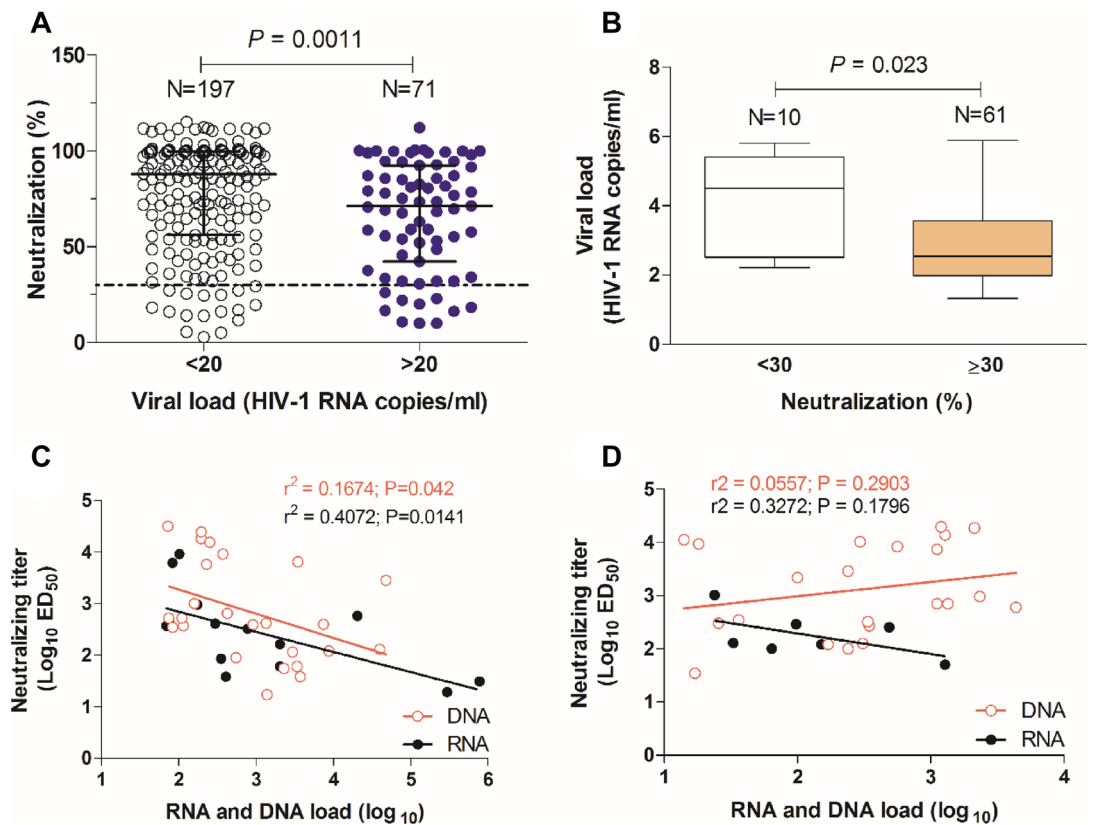 A
P = 0.0011
N=197
N=71
150
100
50
0
Neutralization (%)
<20
>20
Viral load (HIV-1 RNA copies/ml)
B
P = 0.023
N=10
N=61
8
6
4
2
0
Viral load
(HIV-1 RNA copies/ml)
<30
≥30
Neutralization (%)
C
r² = 0.1674; P=0.042
r² = 0.4072; P=0.0141
5
4
3
2
1
0
Neutralizing titer
(Log₁₀ ED₅₀)
DNA
RNA
1
2
3
4
5
6
RNA and DNA load (log₁₀)
D
r2 = 0.0557; P = 0.2903
r2 = 0.3272; P = 0.1796
5
4
3
2
1
0
Neutralizing titer
(Log₁₀ ED₅₀)
DNA
RNA
1
2
3
4
RNA and DNA load (log₁₀)